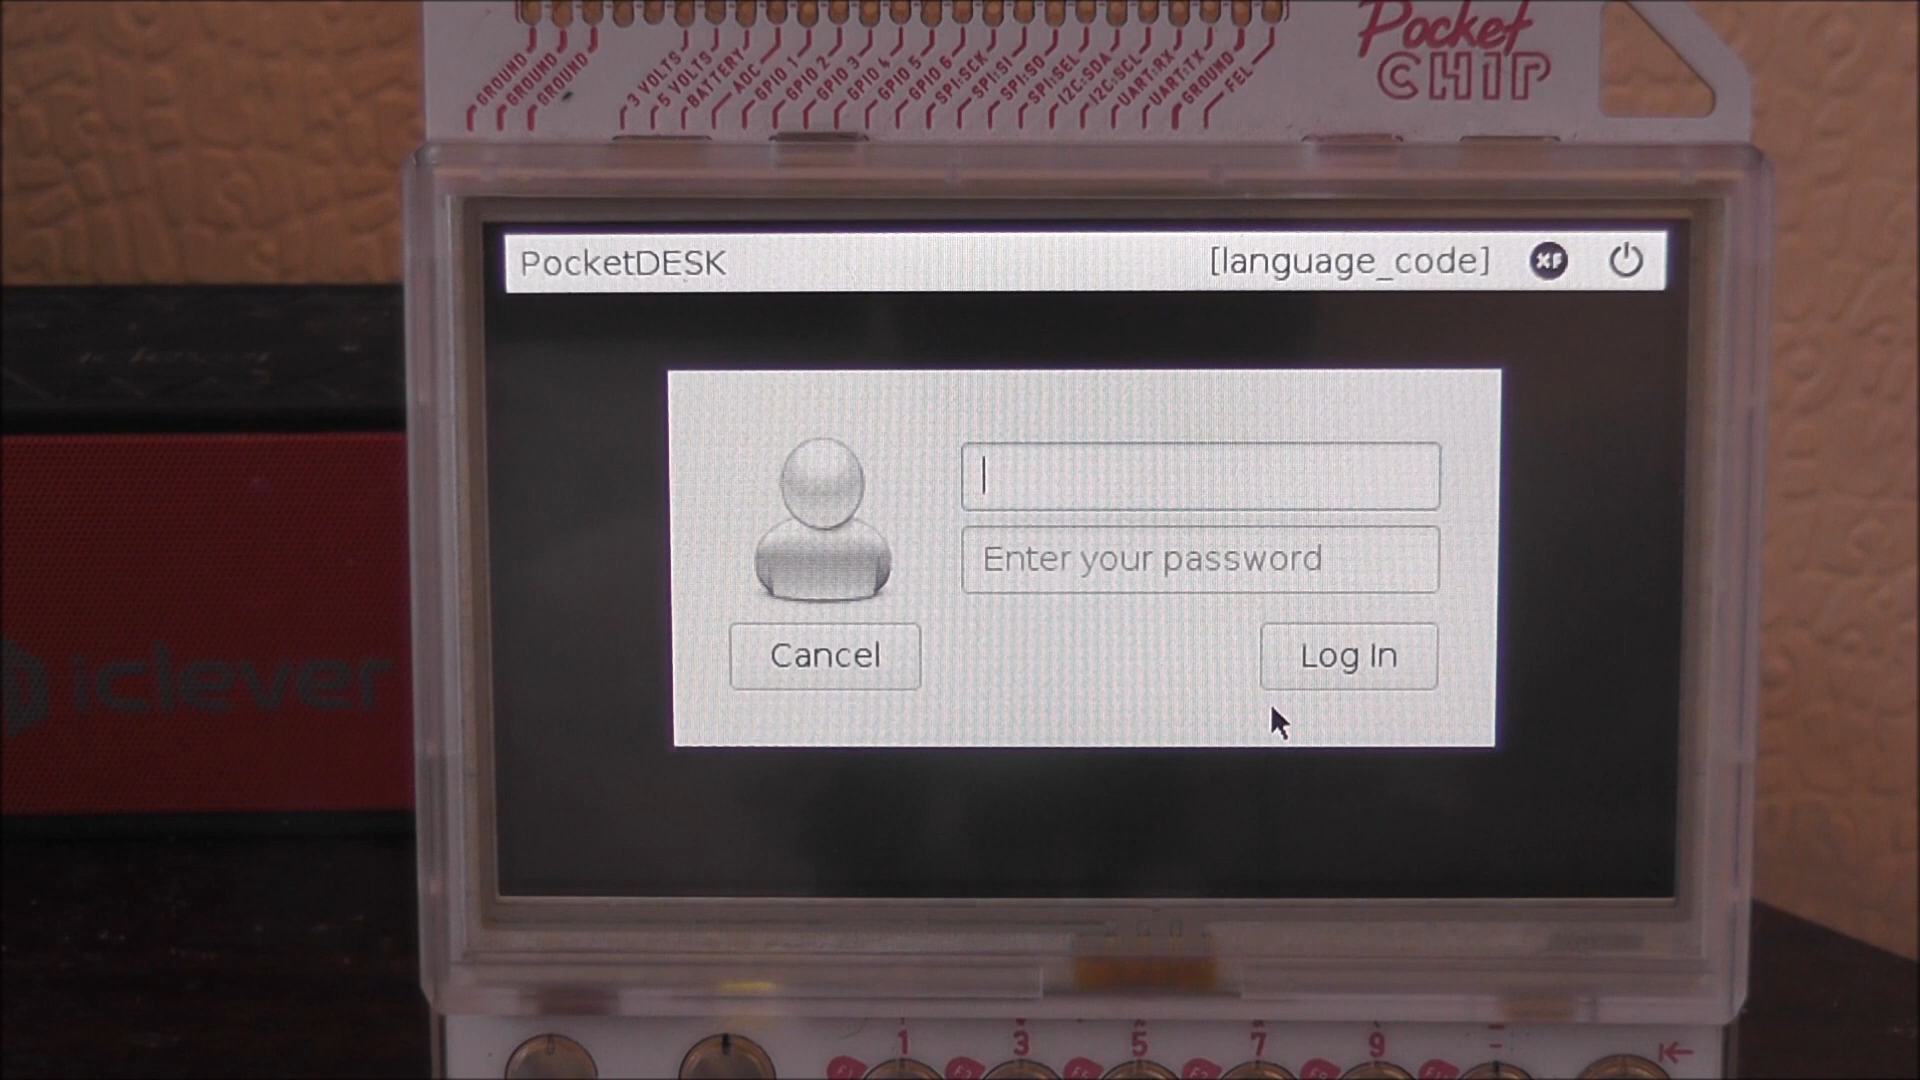 Pocket
CHIP
GROUND
GROUND
GROUND
3 VOLTS
5 VOLTS
BATTERY
ADC
GPIO 1
GPIO 2
GPIO 3
GPIO 4
GPIO 5
GPIO 6
SPI:SCK
SPI:SI
SPI:SO
SPI:SEL
I2C:SDA
I2C:SCL
UART:RX
UART:TX
GROUND
FEL
PocketDESK [language_code]
Enter your password
Cancel Log In
iclever
1 3 5 7 9 -